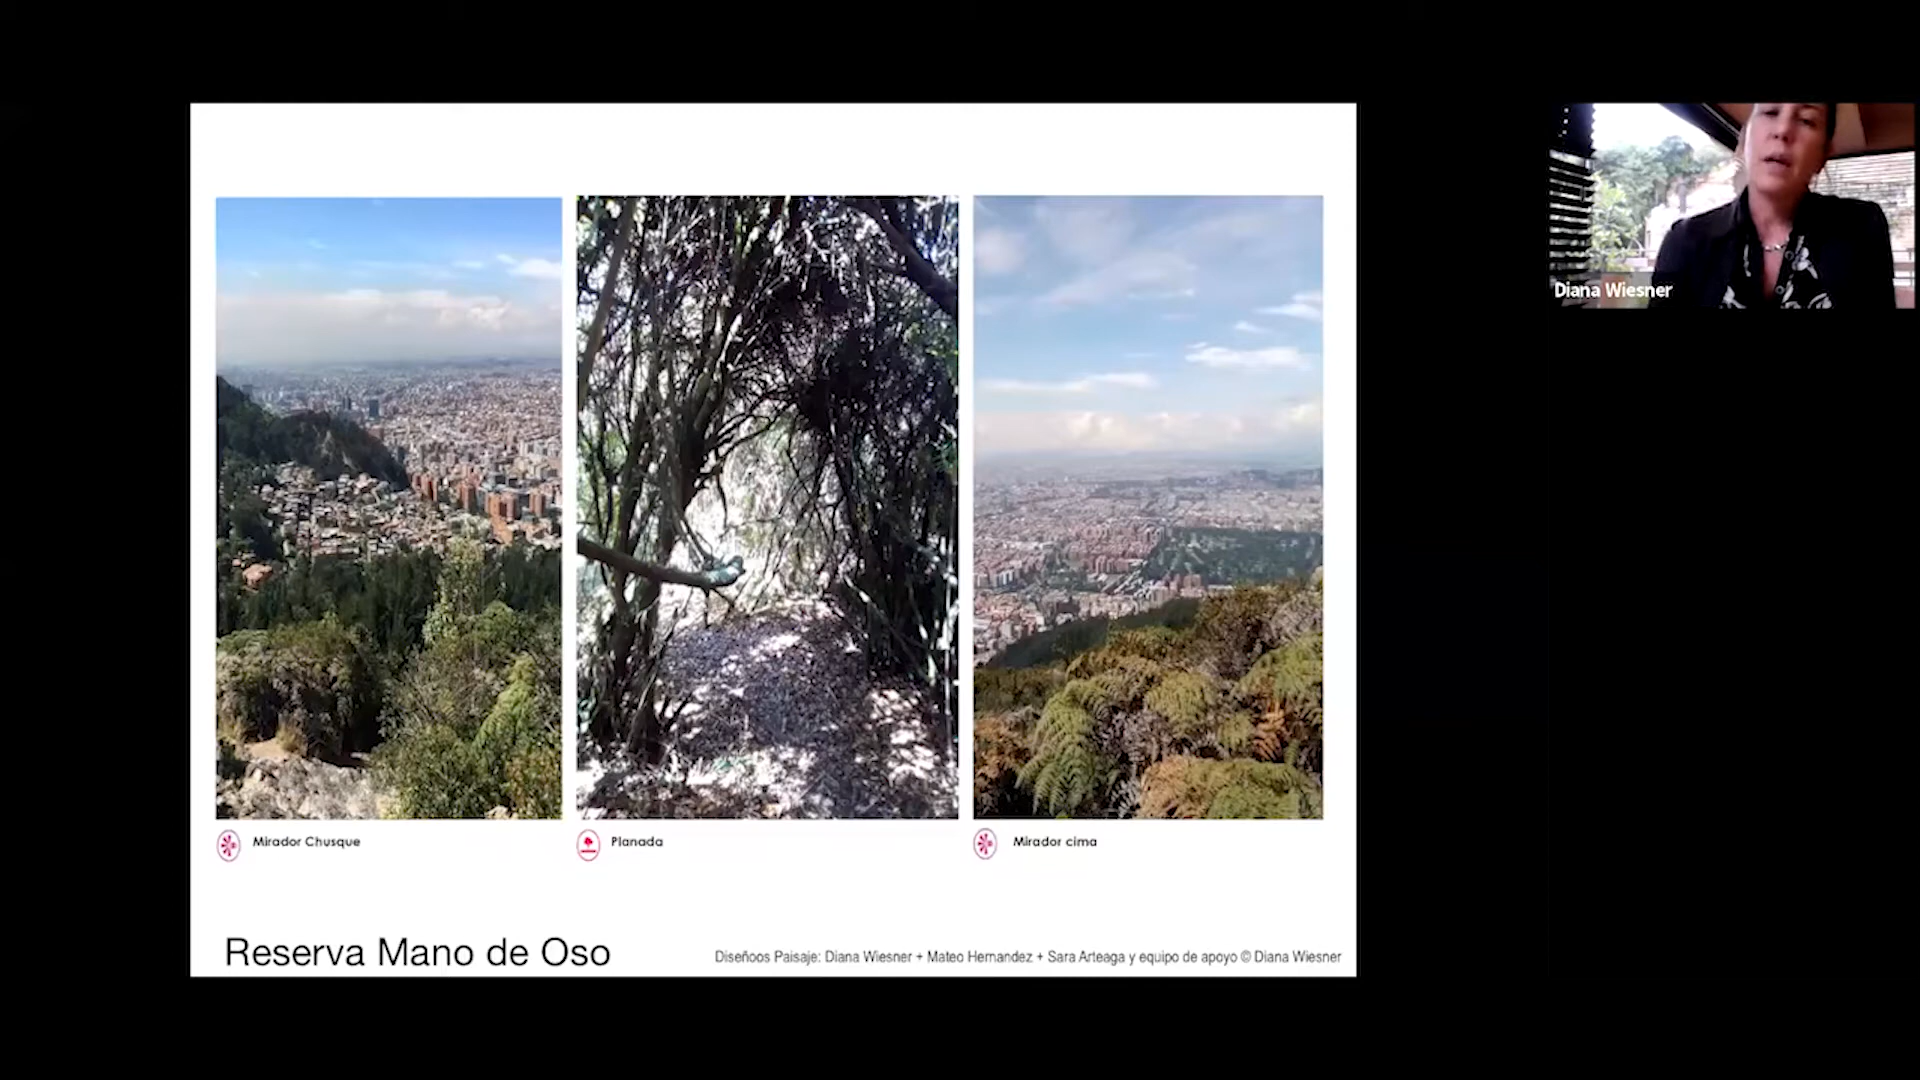 Diana Wiesner
Mirador Chusque
Planada
Mirador cima
Reserva Mano de Oso
Diseñoos Paisaje: Diana Wiesner + Mateo Hernandez + Sara Arteaga y equipo de apoyo © Diana Wiesner